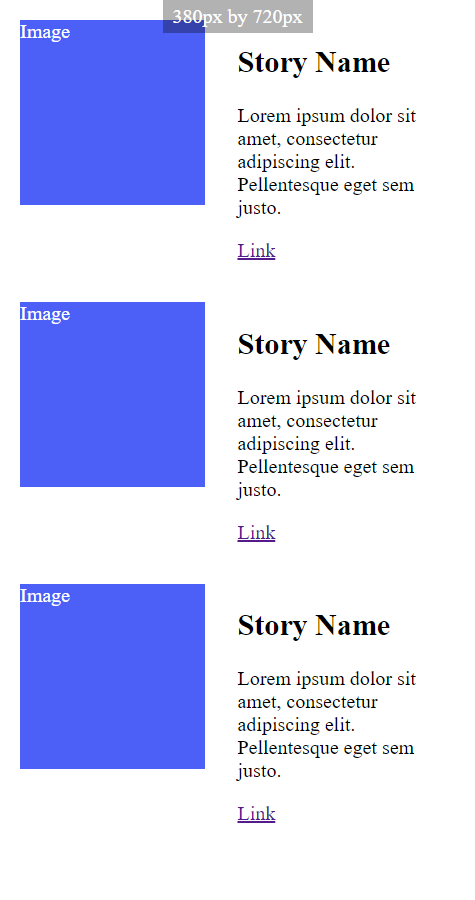 380px by 720px
Image
Story Name
Lorem ipsum dolor sit
amet, consectetur
adipiscing elit.
Pellentesque eget sem
justo.
Link
Image
Story Name
Lorem ipsum dolor sit
amet, consectetur
adipiscing elit.
Pellentesque eget sem
justo.
Link
Image
Story Name
Lorem ipsum dolor sit
amet, consectetur
adipiscing elit.
Pellentesque eget sem
justo.
Link